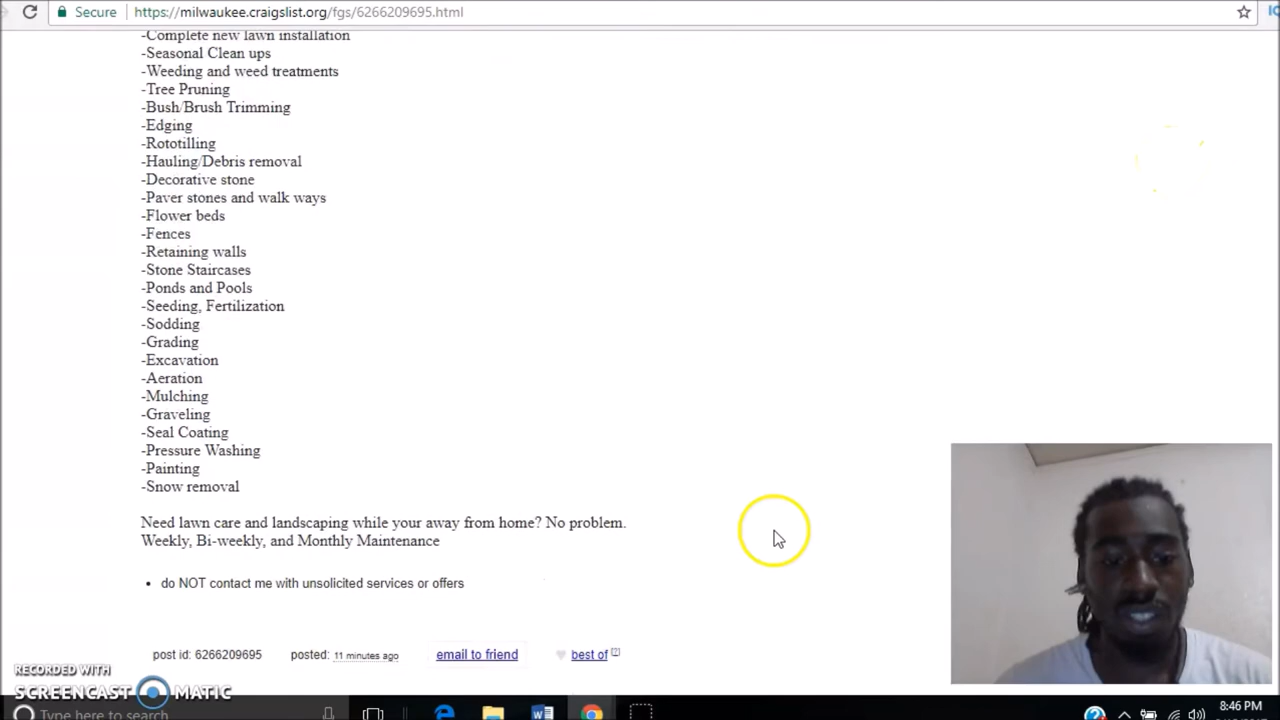 Secure https://milwaukee.craigslist.org/fgs/6266209695.html
-Complete new lawn installation
-Seasonal Clean ups
-Weeding and weed treatments
-Tree Pruning
-Bush/Brush Trimming
-Edging
-Rototilling
-Hauling/Debris removal
-Decorative stone
-Paver stones and walk ways
-Flower beds
-Fences
-Retaining walls
-Stone Staircases
-Ponds and Pools
-Seeding, Fertilization
-Sodding
-Grading
-Excavation
-Aeration
-Mulching
-Graveling
-Seal Coating
-Pressure Washing
-Painting
-Snow removal
Need lawn care and landscaping while your away from home? No problem.
Weekly, Bi-weekly, and Monthly Maintenance
• do NOT contact me with unsolicited services or offers
post id: 6266209695 posted: 11 minutes ago email to friend best of [?]
RECORDED WITH
SCREENCAST MATIC
Type here to search
8:46 PM